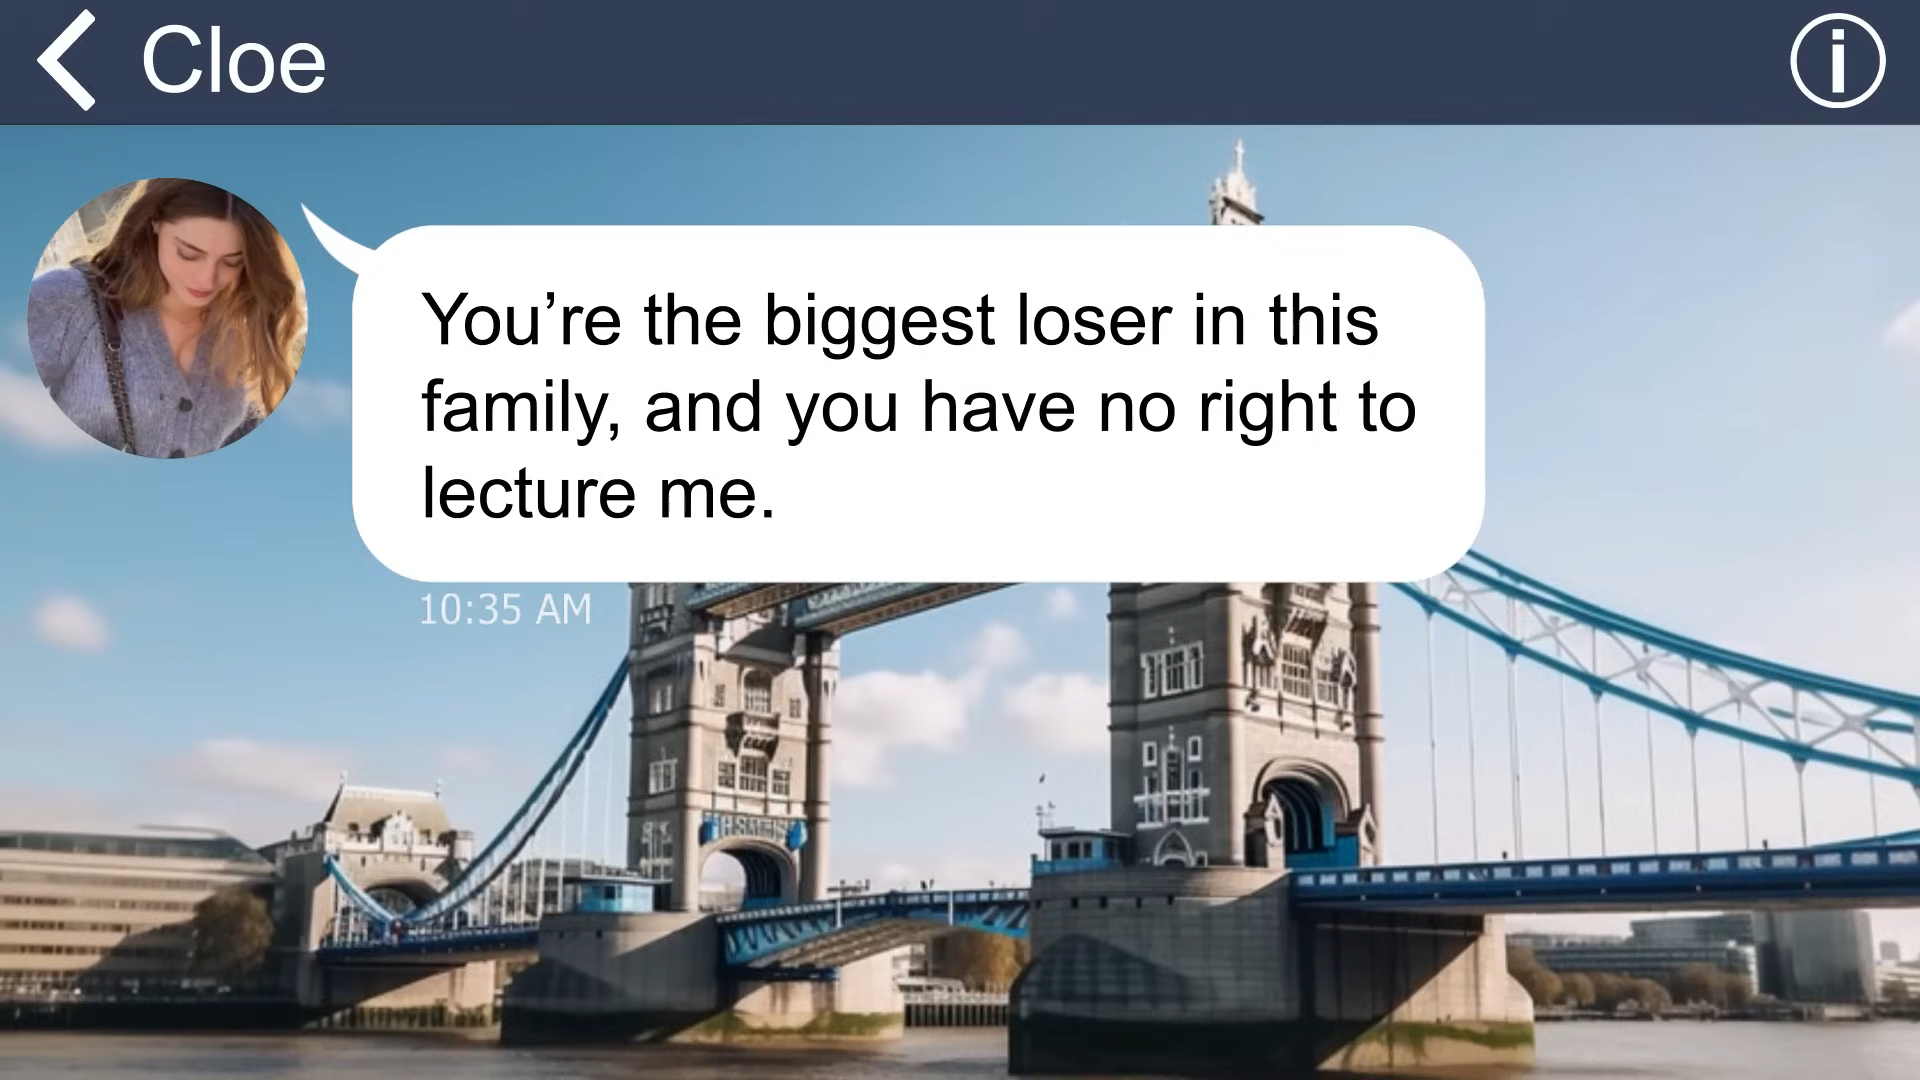 Cloe
You’re the biggest loser in this
family, and you have no right to
lecture me.
10:35 AM